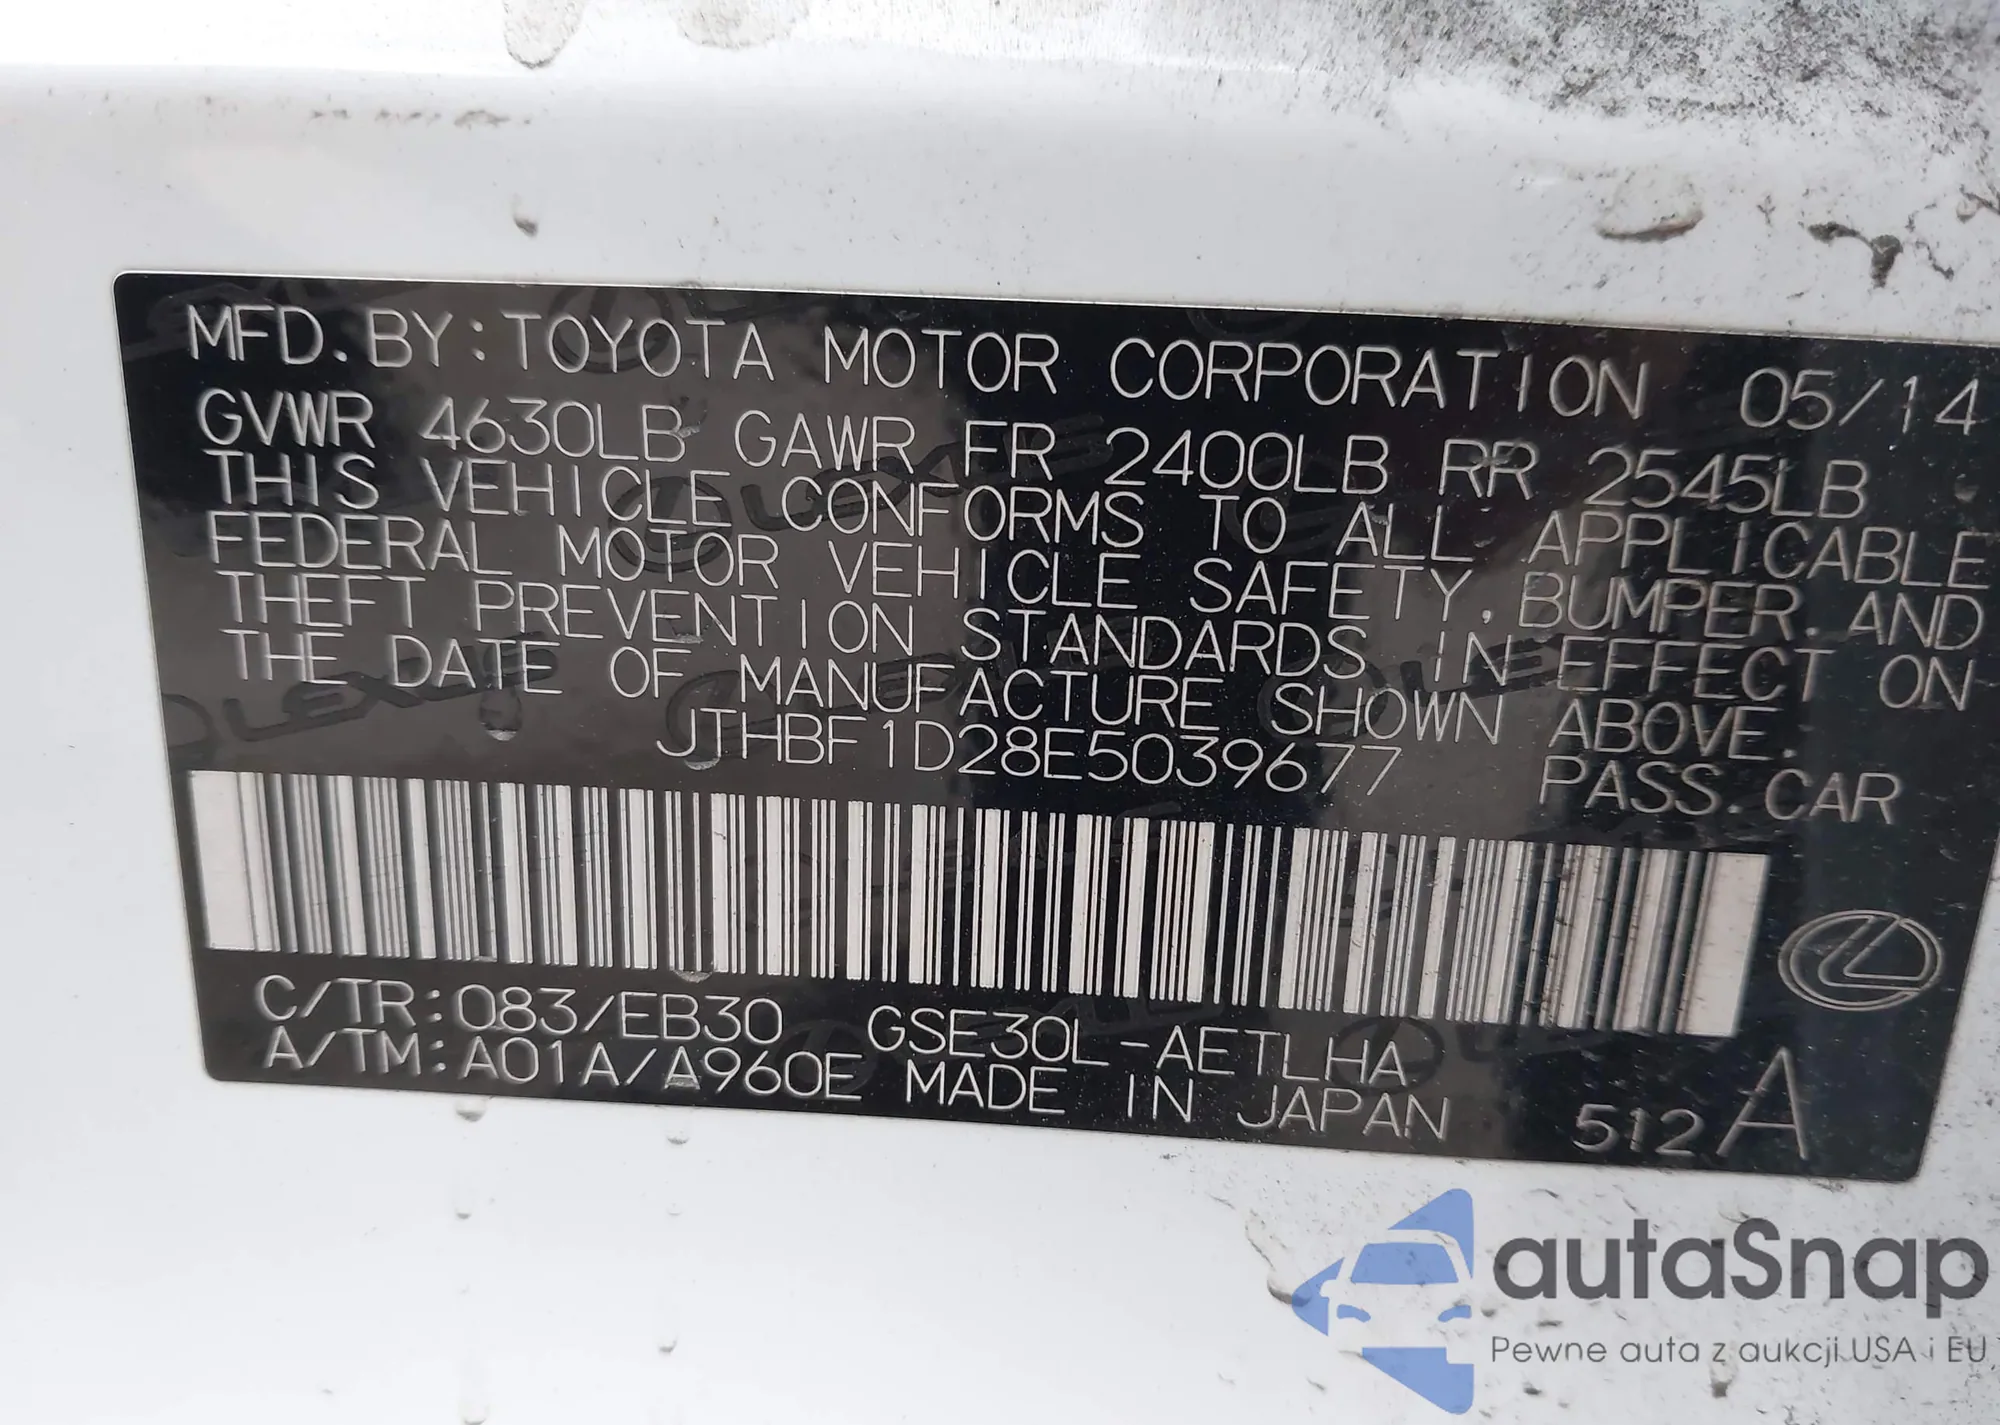 MFD. BY: TOYOTA MOTOR CORPORATION 05/14
GVWR 4630LB GAWR FR 2400LB RR 2545LB
THIS VEHICLE CONFORMS TO ALL APPLICABLE
FEDERAL MOTOR VEHICLE SAFETY, BUMPER, AND
THEFT PREVENTION STANDARDS IN EFFECT ON
THE DATE OF MANUFACTURE SHOWN ABOVE.
JTHBF1D28E5039677 PASS. CAR
C/TR: 083/EB30 GSE30L-AETLHA
A/TM: A01A/A960E MADE IN JAPAN 512 A
autaSnap
Pewne auta z aukcji USA i EU